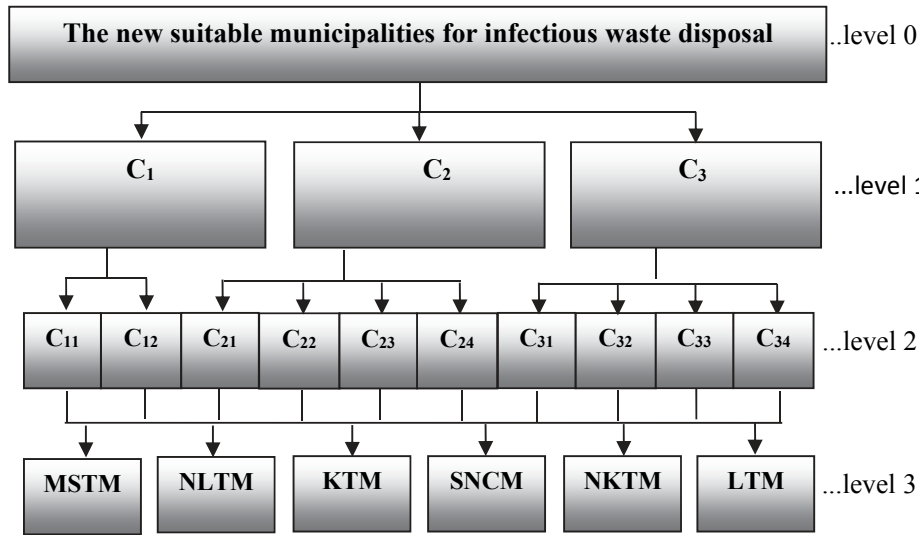 The new suitable municipalities for infectious waste disposal
...level 0
C₁ C₂ C₃
...level 1
C₁₁ C₁₂ C₂₁ C₂₂ C₂₃ C₂₄ C₃₁ C₃₂ C₃₃ C₃₄
...level 2
MSTM NLTM KTM SNCM NKTM LTM
...level 3